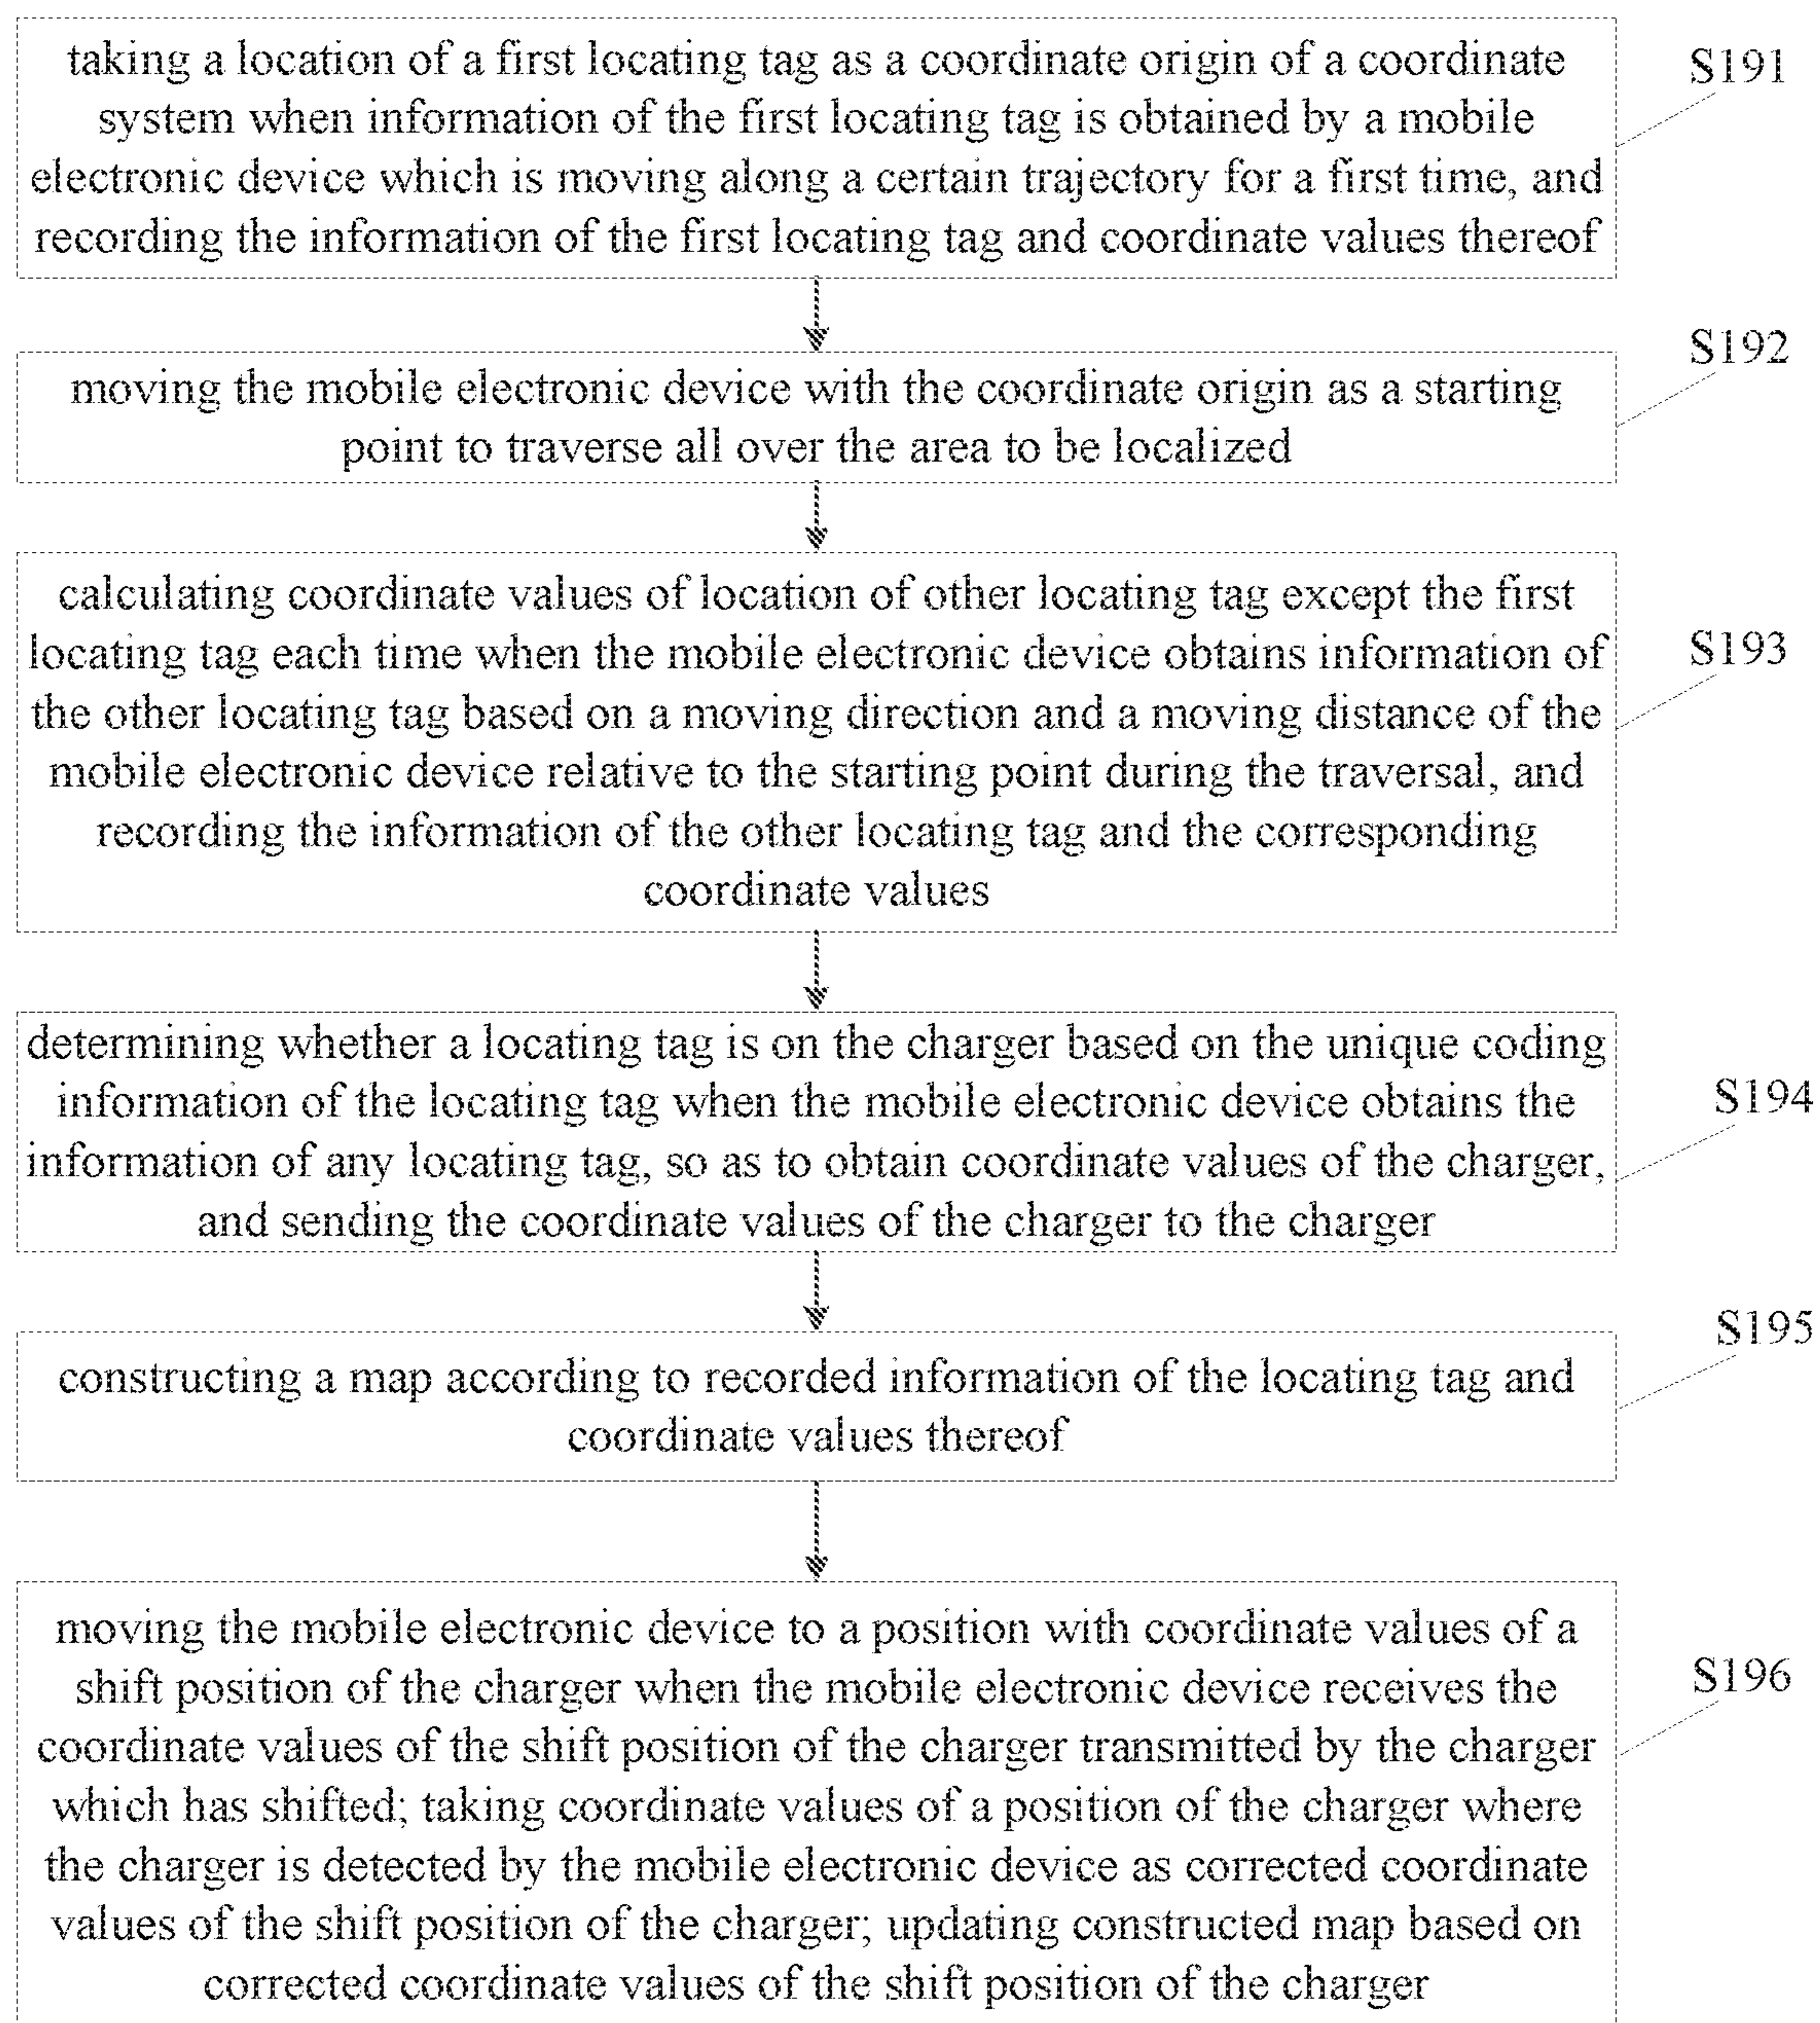 taking a location of a first locating tag as a coordinate origin of a coordinate
system when information of the first locating tag is obtained by a mobile
electronic device which is moving along a certain trajectory for a first time, and
recording the information of the first locating tag and coordinate values thereof
S191
moving the mobile electronic device with the coordinate origin as a starting
point to traverse all over the area to be localized
S192
calculating coordinate values of location of other locating tag except the first
locating tag each time when the mobile electronic device obtains information of
the other locating tag based on a moving direction and a moving distance of the
mobile electronic device relative to the starting point during the traversal, and
recording the information of the other locating tag and the corresponding
coordinate values
S193
determining whether a locating tag is on the charger based on the unique coding
information of the locating tag when the mobile electronic device obtains the
information of any locating tag, so as to obtain coordinate values of the charger,
and sending the coordinate values of the charger to the charger
S194
constructing a map according to recorded information of the locating tag and
coordinate values thereof
S195
moving the mobile electronic device to a position with coordinate values of a
shift position of the charger when the mobile electronic device receives the
coordinate values of the shift position of the charger transmitted by the charger
which has shifted; taking coordinate values of a position of the charger where
the charger is detected by the mobile electronic device as corrected coordinate
values of the shift position of the charger; updating constructed map based on
corrected coordinate values of the shift position of the charger
S196